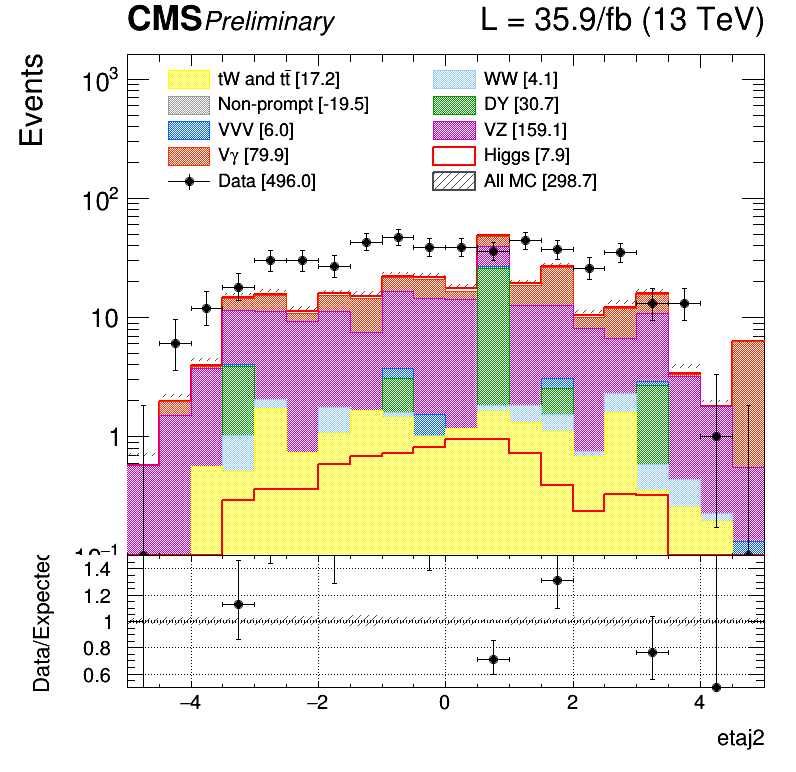 CMS Preliminary L = 35.9/fb (13 TeV)
Events
10³
10²
10
1
10⁻¹
tW and tt̄ [17.2]
WW [4.1]
Non-prompt [-19.5]
DY [30.7]
VVV [6.0]
VZ [159.1]
Vγ [79.9]
Higgs [7.9]
Data [496.0]
All MC [298.7]
Data/Expected
1.4
1.2
1
0.8
0.6
−4 −2 0 2 4
etaj2